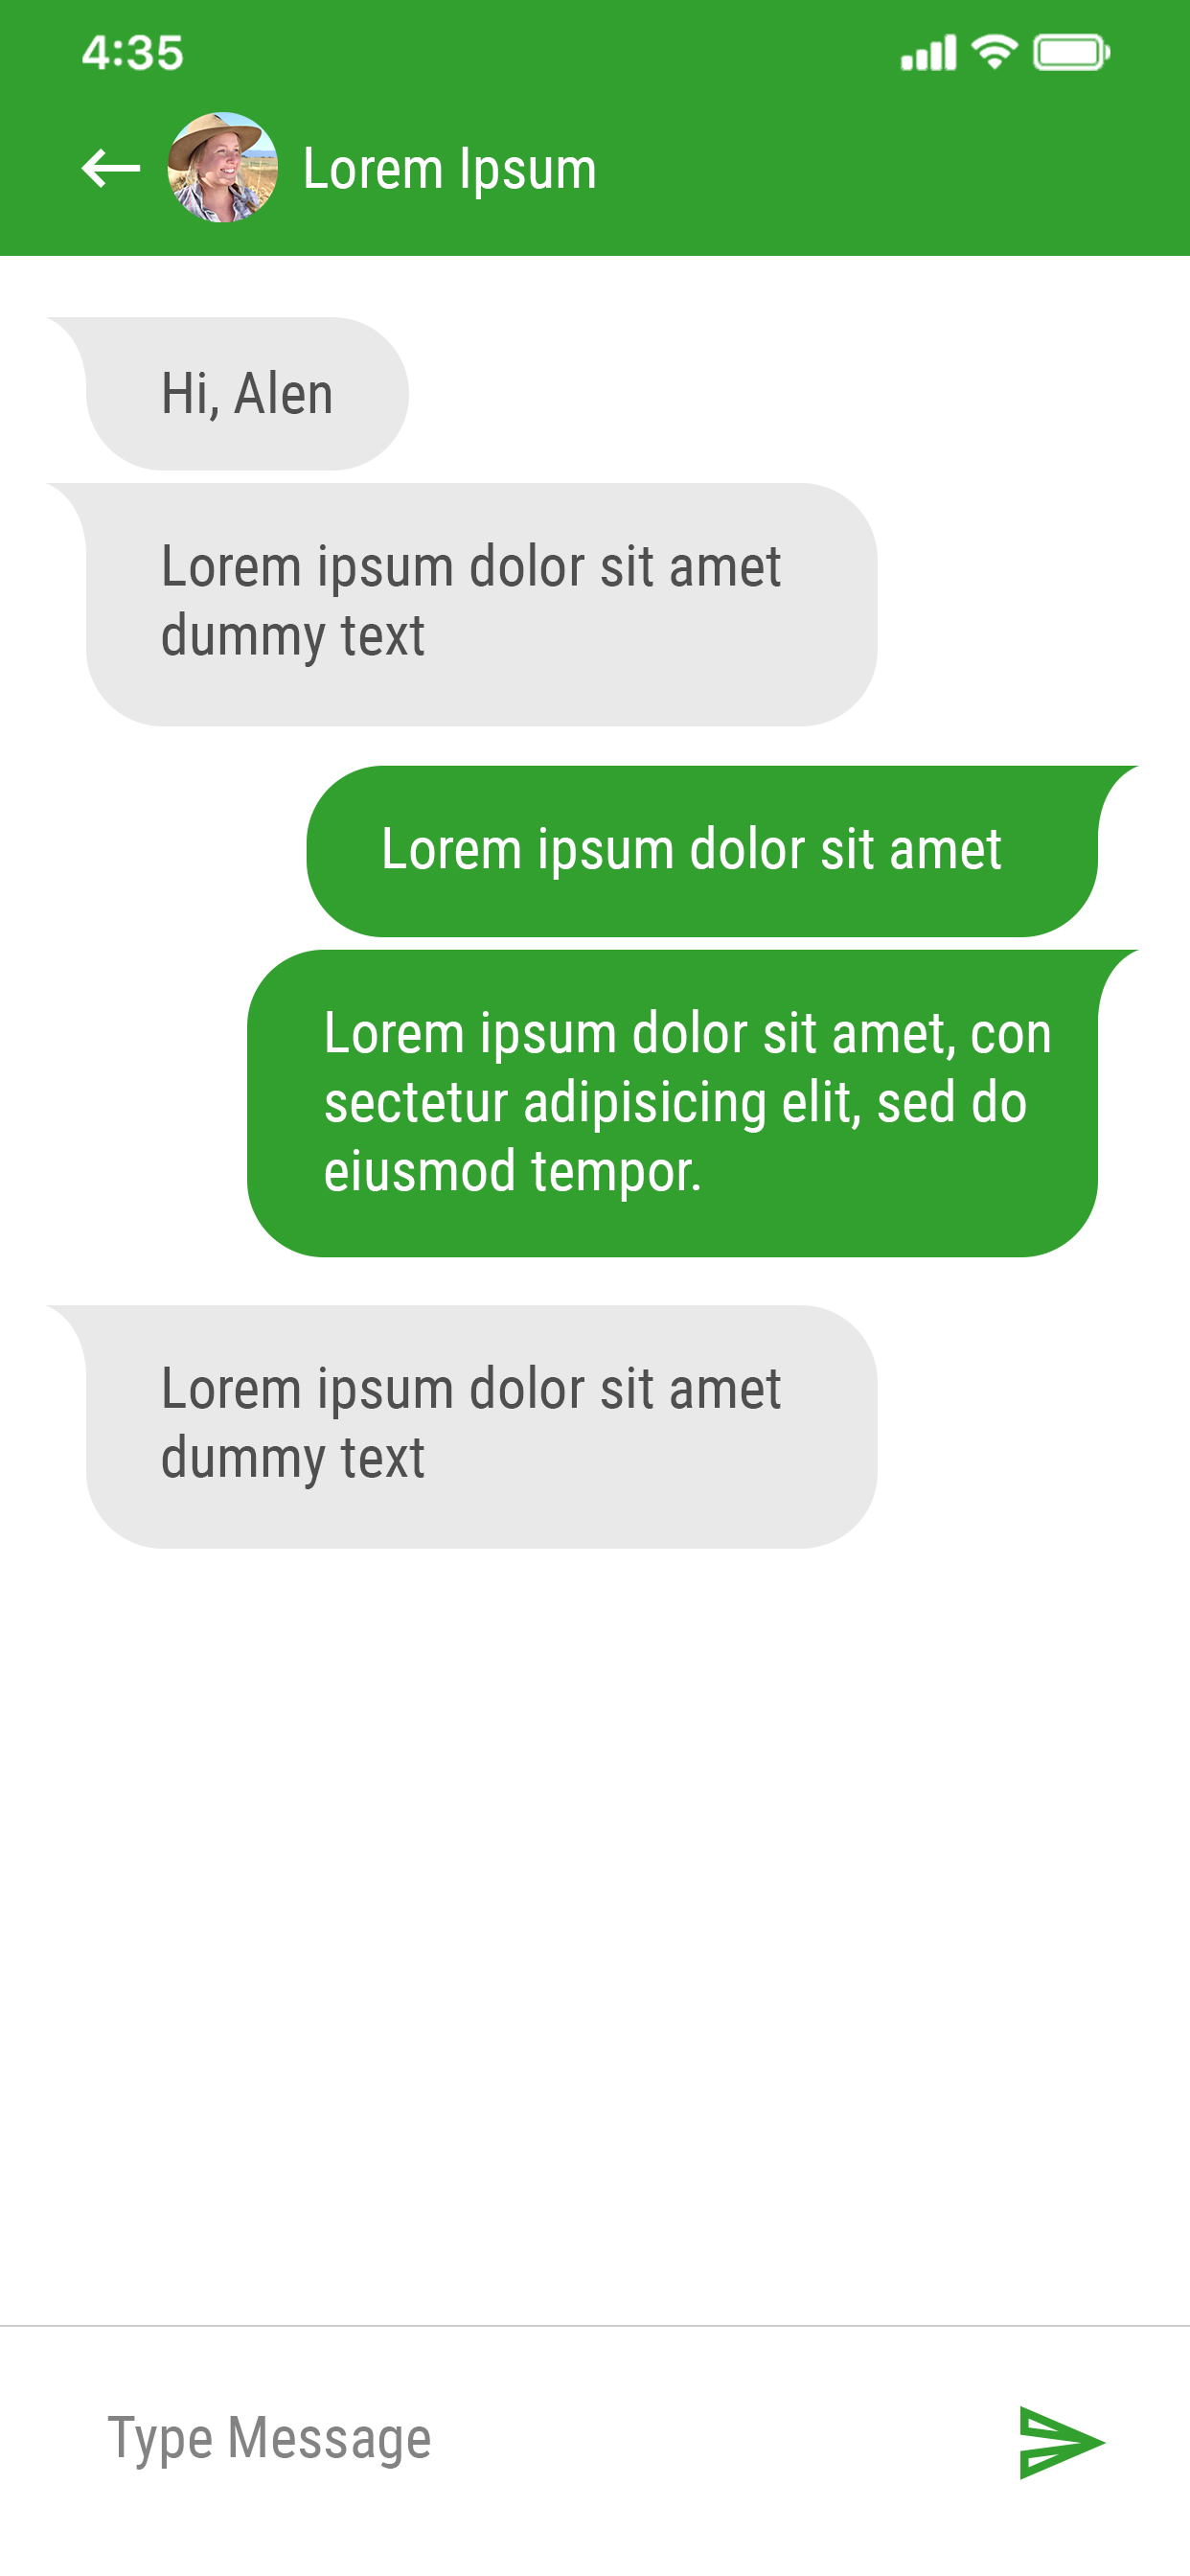 4:35
Lorem Ipsum
Hi, Alen
Lorem ipsum dolor sit amet
dummy text
Lorem ipsum dolor sit amet
Lorem ipsum dolor sit amet, con
sectetur adipisicing elit, sed do
eiusmod tempor.
Lorem ipsum dolor sit amet
dummy text
Type Message